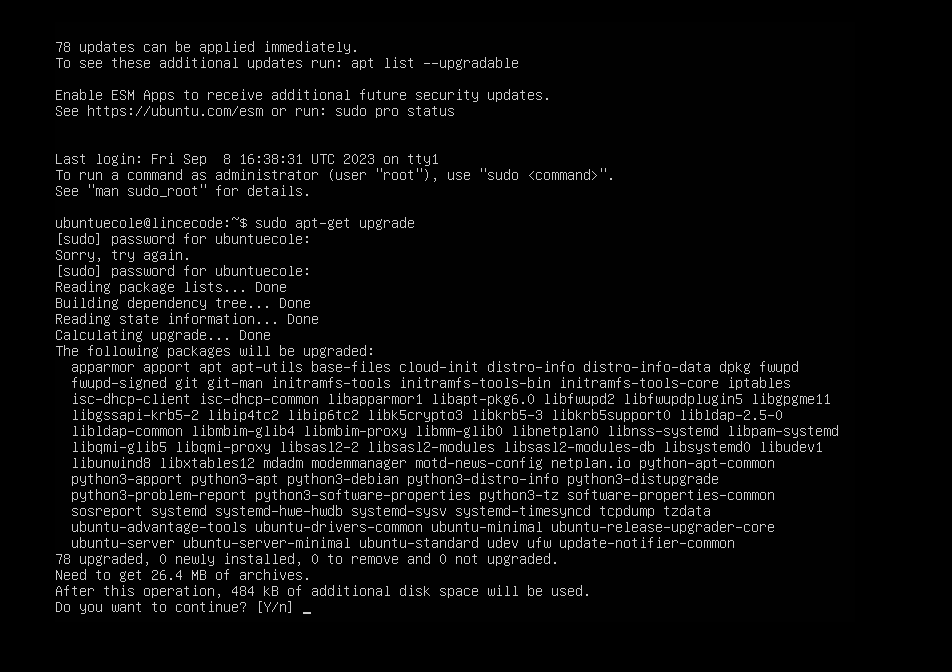 78 updates can be applied immediately.
To see these additional updates run: apt list --upgradable
Enable ESM Apps to receive additional future security updates.
See https://ubuntu.com/esm or run: sudo pro status
Last login: Fri Sep  8 16:38:31 UTC 2023 on tty1
To run a command as administrator (user "root"), use "sudo <command>".
See "man sudo_root" for details.
ubuntuecole@lincecode:~$ sudo apt-get upgrade
[sudo] password for ubuntuecole:
Sorry, try again.
[sudo] password for ubuntuecole:
Reading package lists... Done
Building dependency tree... Done
Reading state information... Done
Calculating upgrade... Done
The following packages will be upgraded:
  apparmor apport apt apt-utils base-files cloud-init distro-info distro-info-data dpkg fwupd
  fwupd-signed git git-man initramfs-tools initramfs-tools-bin initramfs-tools-core iptables
  isc-dhcp-client isc-dhcp-common libapparmor1 libapt-pkg6.0 libfwupd2 libfwupdplugin5 libgpgme11
  libgssapi-krb5-2 libip4tc2 libip6tc2 libk5crypto3 libkrb5-3 libkrb5support0 libldap-2.5-0
  libldap-common libmbim-glib4 libmbim-proxy libmm-glib0 libnetplan0 libnss-systemd libpam-systemd
  libqmi-glib5 libqmi-proxy libsasl2-2 libsasl2-modules libsasl2-modules-db libsystemd0 libudev1
  libunwind8 libxtables12 mdadm modemmanager motd-news-config netplan.io python-apt-common
  python3-apport python3-apt python3-debian python3-distro-info python3-distupgrade
  python3-problem-report python3-software-properties python3-tz software-properties-common
  sosreport systemd systemd-hwe-hwdb systemd-sysv systemd-timesyncd tcpdump tzdata
  ubuntu-advantage-tools ubuntu-drivers-common ubuntu-minimal ubuntu-release-upgrader-core
  ubuntu-server ubuntu-server-minimal ubuntu-standard udev ufw update-notifier-common
78 upgraded, 0 newly installed, 0 to remove and 0 not upgraded.
Need to get 26.4 MB of archives.
After this operation, 484 kB of additional disk space will be used.
Do you want to continue? [Y/n] _